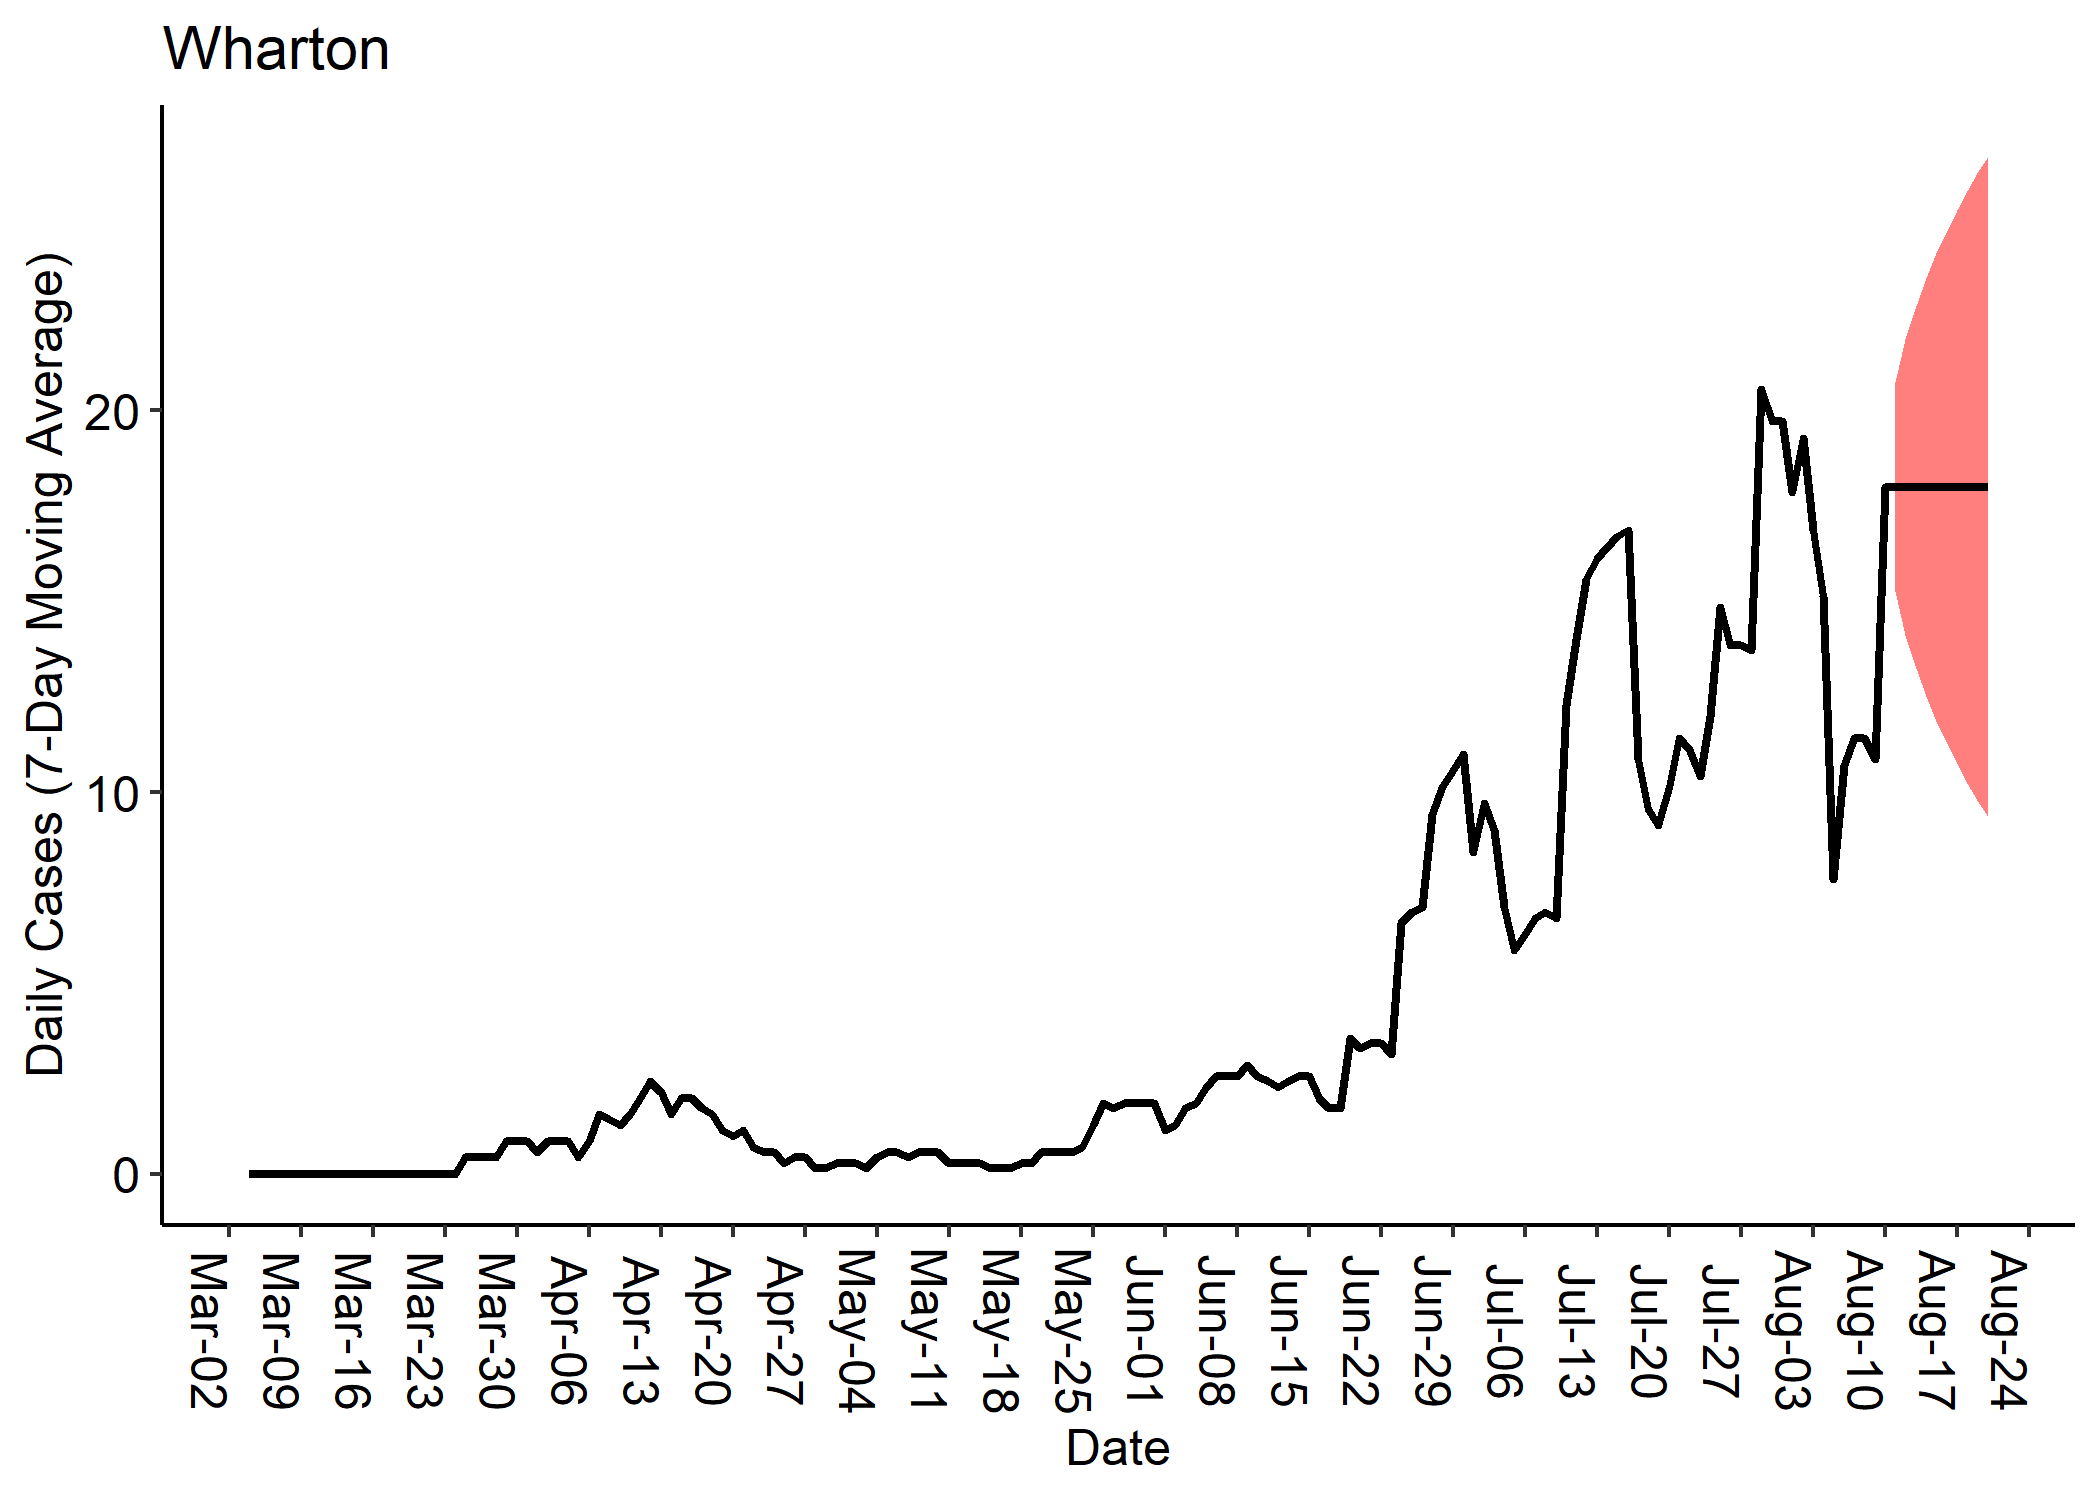 Wharton
Daily Cases (7-Day Moving Average)
20
10
0
Mar-02
Mar-09
Mar-16
Mar-23
Mar-30
Apr-06
Apr-13
Apr-20
Apr-27
May-04
May-11
May-18
May-25
Jun-01
Jun-08
Jun-15
Jun-22
Jun-29
Jul-06
Jul-13
Jul-20
Jul-27
Aug-03
Aug-10
Aug-17
Aug-24
Date